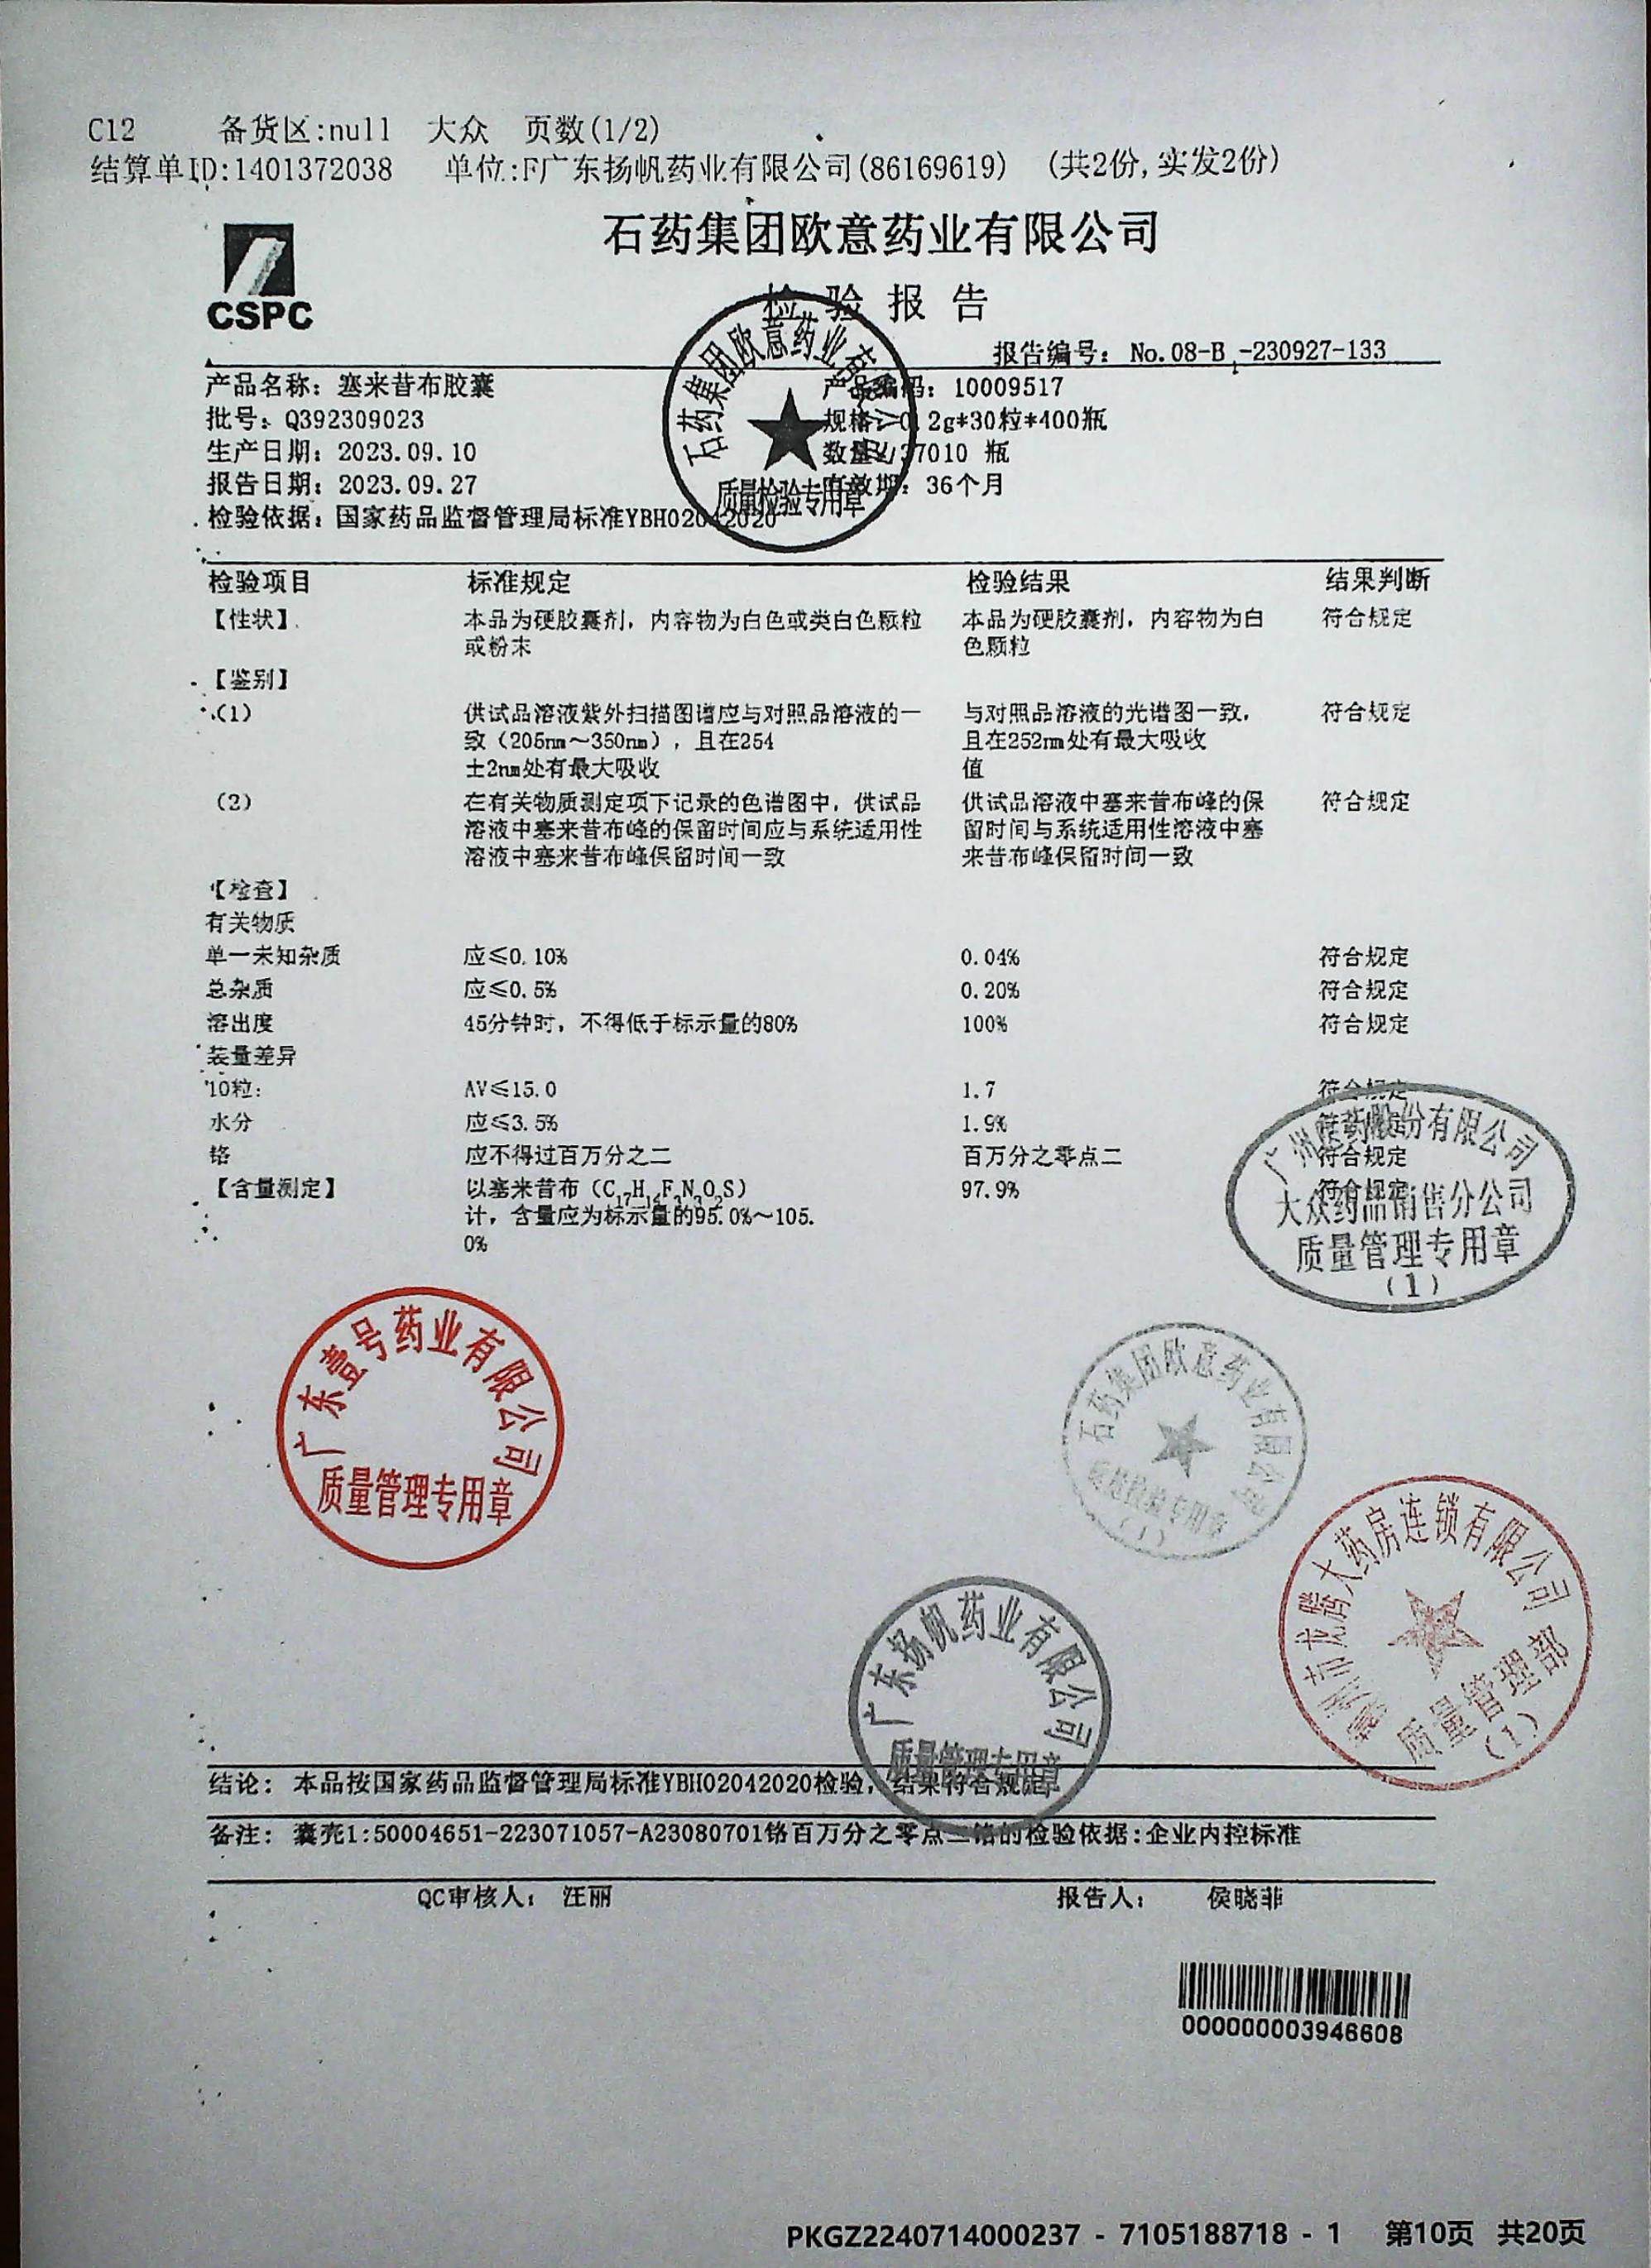 C12 备货区:null 大众 页数(1/2)
结算单ID:1401372038 单位:F广东扬帆药业有限公司(86169619) (共2份,实发2份)
石药集团欧意药业有限公司
CSPC
检验报告
报告编号: No.08-B -230927-133
产品名称: 塞来昔布胶囊 产品编码: 10009517
批号: Q392309023 规格: 0.2g*30粒*400瓶
生产日期: 2023.09.10 数量: 37010 瓶
报告日期: 2023.09.27 有效期: 36个月
检验依据: 国家药品监督管理局标准YBH02042020
石药集团欧意药业有限公司
质量检验专用章
检验项目 标准规定 检验结果 结果判断
【性状】 本品为硬胶囊剂, 内容物为白色或类白色颗粒 本品为硬胶囊剂, 内容物为白 符合规定
或粉末 色颗粒
【鉴别】
(1) 供试品溶液紫外扫描图谱应与对照品溶液的一 与对照品溶液的光谱图一致, 符合规定
致(205nm～350nm), 且在254 且在252nm处有最大吸收
±2nm处有最大吸收 值
(2) 在有关物质测定项下记录的色谱图中, 供试品 供试品溶液中塞来昔布峰的保 符合规定
溶液中塞来昔布峰的保留时间应与系统适用性 留时间与系统适用性溶液中塞
溶液中塞来昔布峰保留时间一致 来昔布峰保留时间一致
【检查】
有关物质
单一未知杂质 应≤0.10% 0.04% 符合规定
总杂质 应≤0.5% 0.20% 符合规定
溶出度 45分钟时, 不得低于标示量的80% 100% 符合规定
装量差异
10粒: AV≤15.0 1.7 符合规定
水分 应≤3.5% 1.9% 符合规定
铬 应不得过百万分之二 百万分之零点二 符合规定
【含量测定】 以塞来昔布(C17H14F3N3O2S) 97.9% 符合规定
计, 含量应为标示量的95.0%～105.
0%
广州医药股份有限公司
大众药品销售分公司
质量管理专用章
(1)
广东壹号药业有限公司
质量管理专用章
石药集团欧意药业有限公司
质量检验专用章
(1)
市龙腾大药房连锁有限公司
质量管理部
(1)
广东扬帆药业有限公司
质量管理专用章
结论: 本品按国家药品监督管理局标准YBH02042020检验, 结果符合规定
备注: 囊壳1:50004651-223071057-A23080701铬百万分之零点二铬的检验依据:企业内控标准
QC审核人: 汪丽 报告人: 侯晓菲
000000003946608
PKGZ2240714000237 - 7105188718 - 1 第10页 共20页